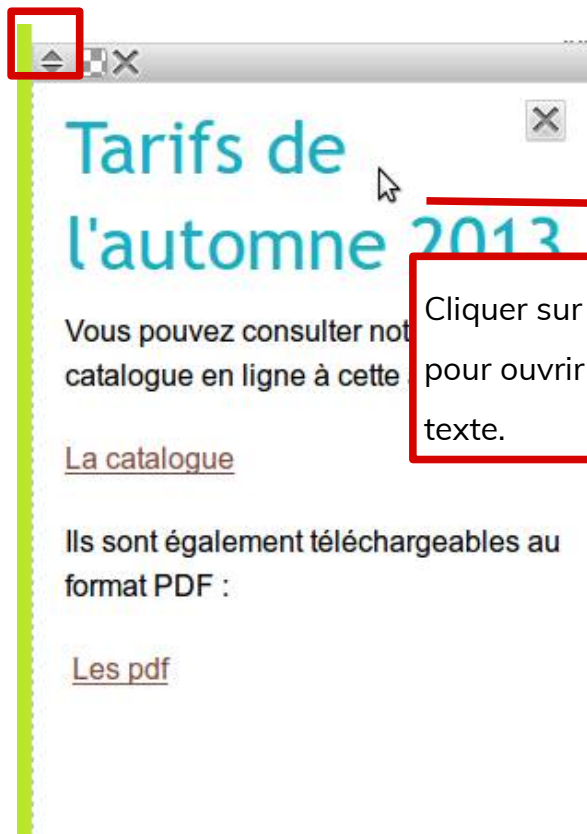 Tarifs de
l'automne 2013
Vous pouvez consulter
catalogue en ligne à cette
La catalogue
Ils sont également téléchargeables au
format PDF :
Les pdf
Cliquer sur
pour ouvrir
texte.